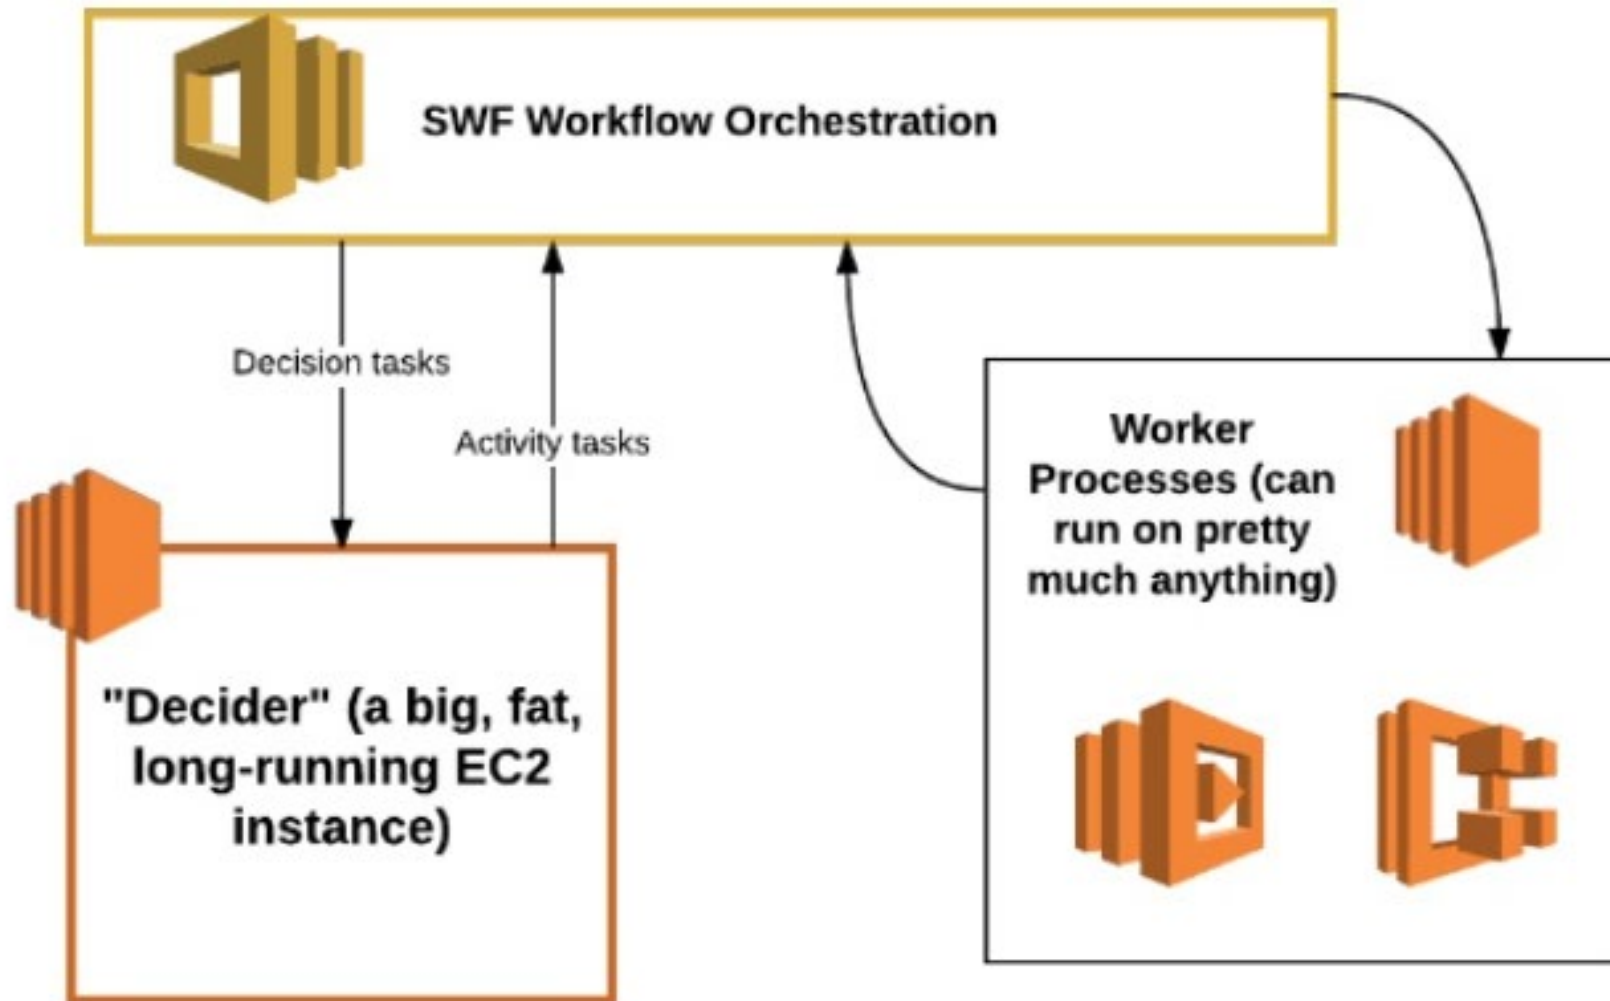 SWF Workflow Orchestration
Decision tasks
Activity tasks
Worker
Processes (can
run on pretty
much anything)
"Decider" (a big, fat,
long-running EC2
instance)